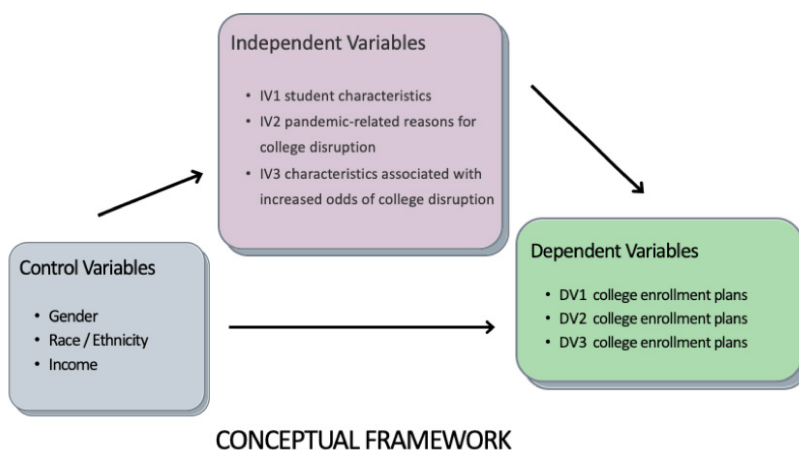 Independent Variables
• IV1 student characteristics
• IV2 pandemic-related reasons for
college disruption
• IV3 characteristics associated with
increased odds of college disruption
Control Variables
• Gender
• Race / Ethnicity
• Income
Dependent Variables
• DV1 college enrollment plans
• DV2 college enrollment plans
• DV3 college enrollment plans
CONCEPTUAL FRAMEWORK